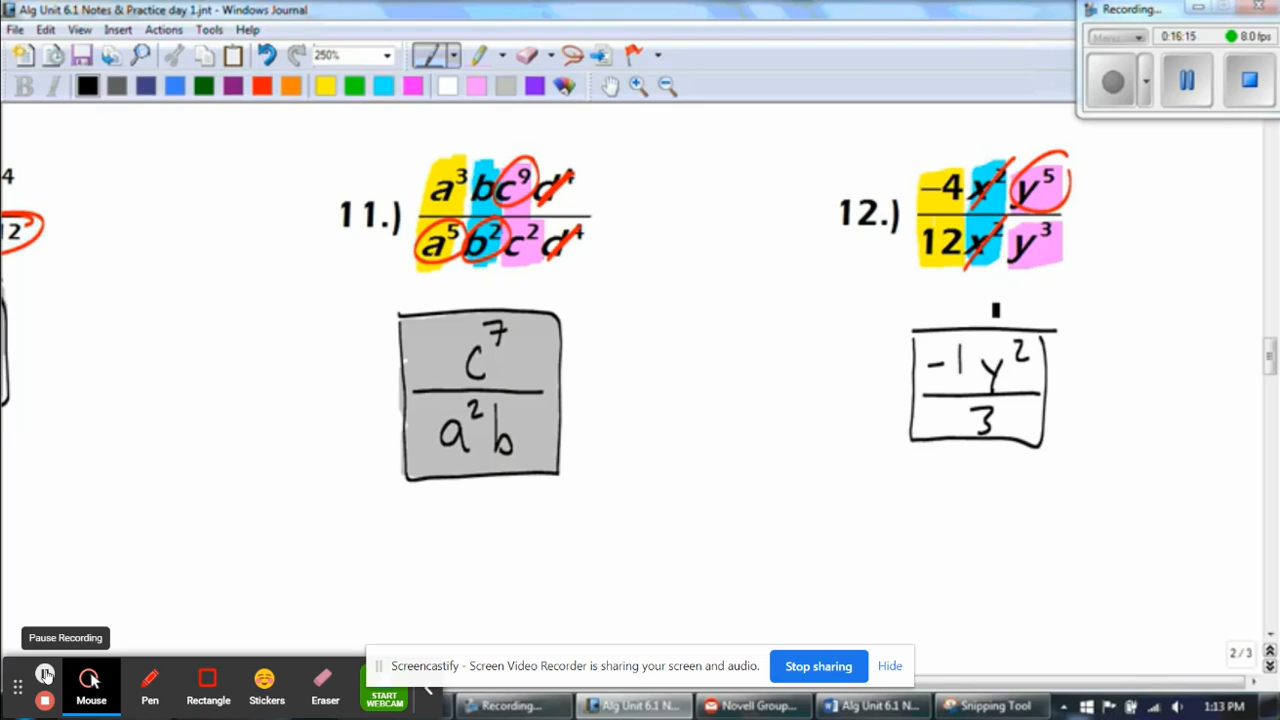 Alg Unit 6.1 Notes & Practice day 1.jnt - Windows Journal
Recording...
File Edit View Insert Actions Tools Help
Menu 0:16:15 8.0 fps
250%
4
12
11.) a³bc⁹d⁴
a⁵b²c²d⁴
12.) –4x²y⁵
12x²y³
c⁷
a²b
-1y²
3
Pause Recording
2 / 3
Screencastify - Screen Video Recorder is sharing your screen and audio. Stop sharing Hide
Mouse Pen Rectangle Stickers Eraser START WEBCAM
Recording... Alg Unit 6.1 N... Novell Group... Alg Unit 6.1 N... Snipping Tool 1:13 PM